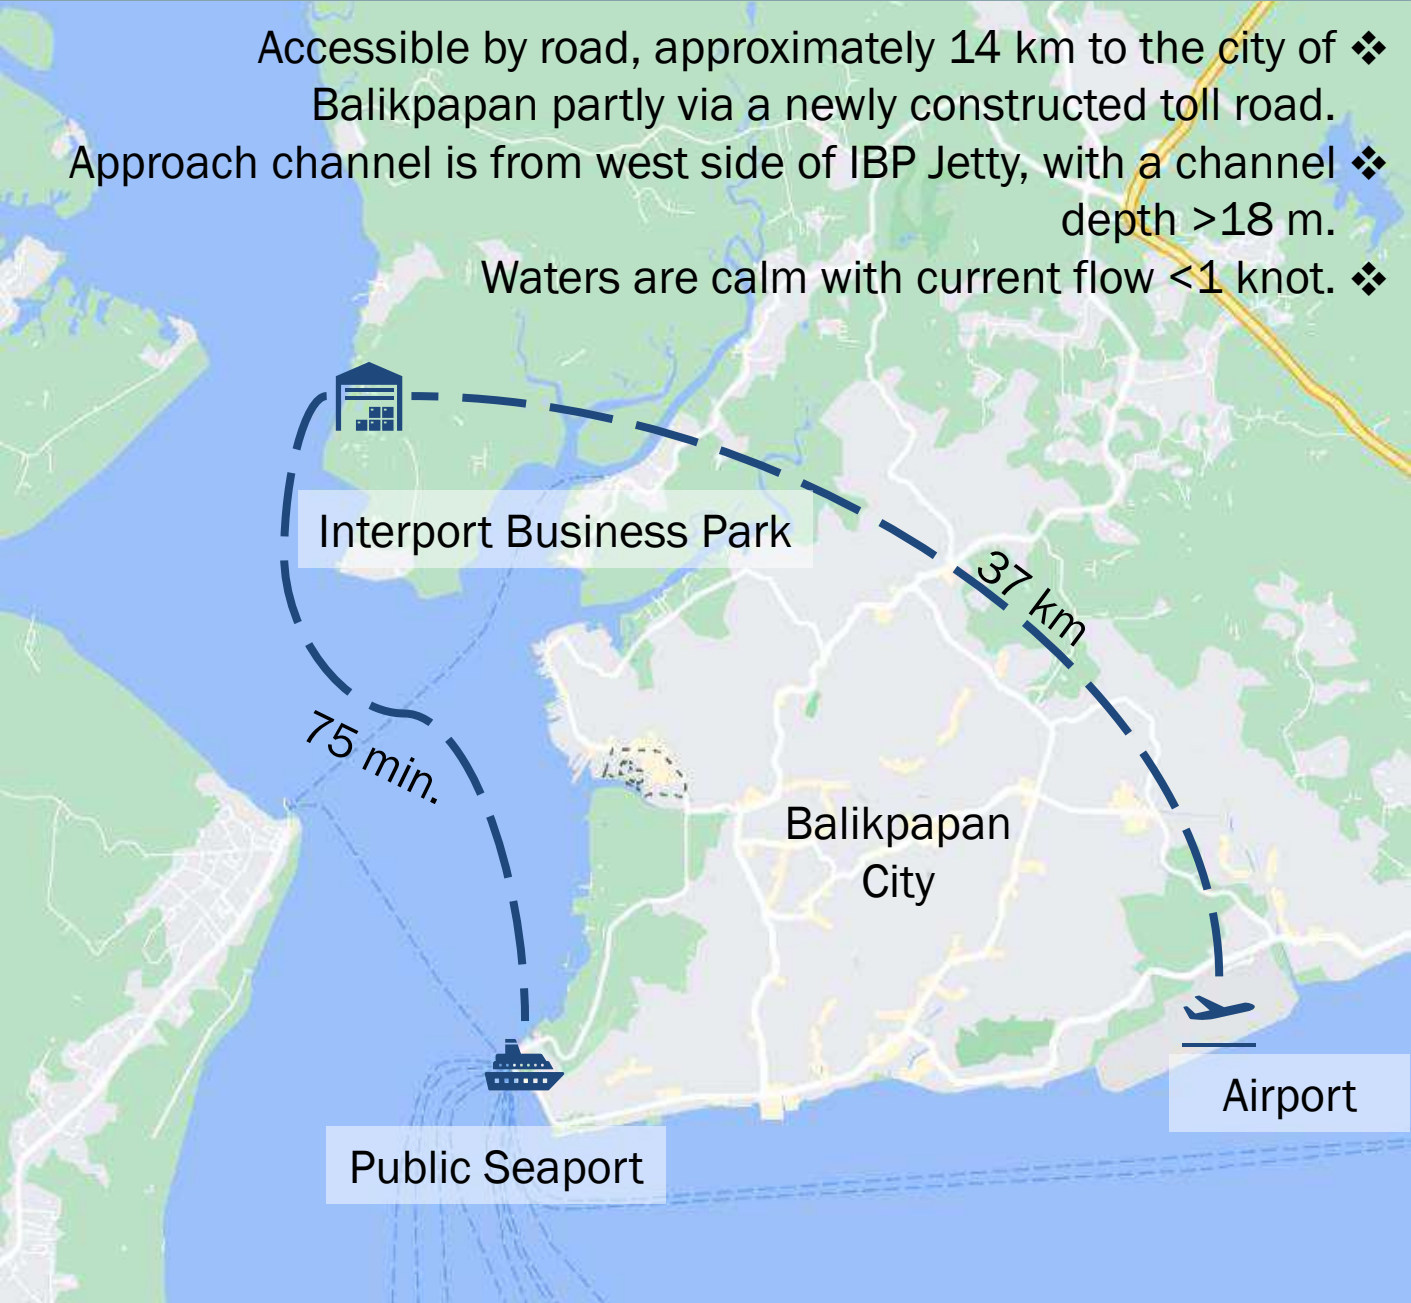 Accessible by road, approximately 14 km to the city of ❖
Balikpapan partly via a newly constructed toll road.
Approach channel is from west side of IBP Jetty, with a channel ❖
depth >18 m.
Waters are calm with current flow <1 knot. ❖
Interport Business Park
37 km
75 min.
Balikpapan
City
Airport
Public Seaport